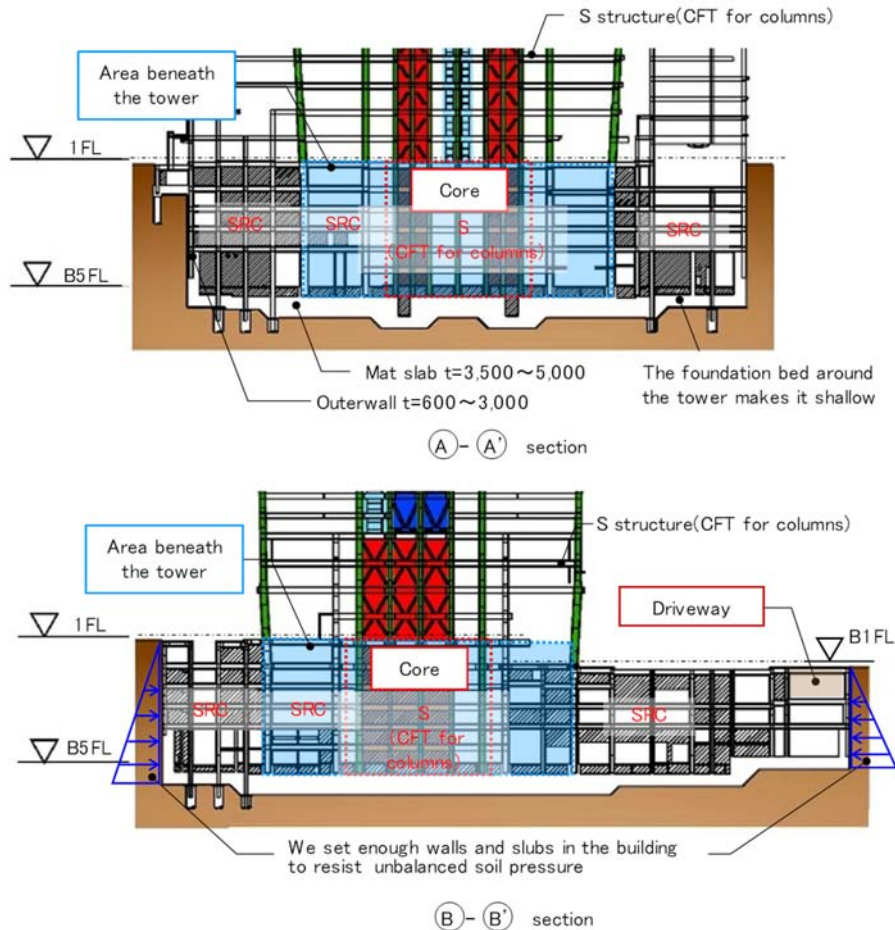 S structure(CFT for columns)
Area beneath
the tower
1FL
Core
SRC
SRC
S
(CFT for columns)
SRC
B5FL
Mat slab t=3,500～5,000
The foundation bed around
the tower makes it shallow
Outerwall t=600～3,000
A - A' section
S structure(CFT for columns)
Area beneath
the tower
Driveway
1FL
B1FL
Core
SRC
SRC
S
(CFT for
columns)
SRC
B5FL
We set enough walls and slubs in the building
to resist unbalanced soil pressure
B - B' section